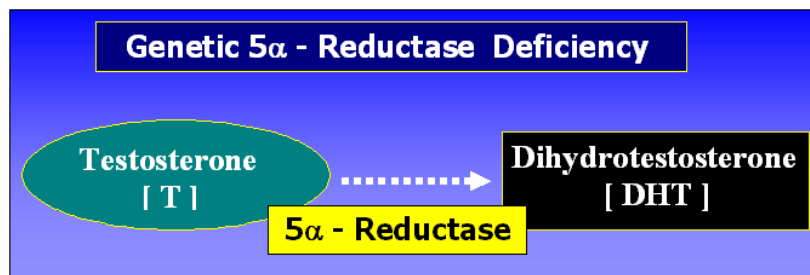 Genetic 5α - Reductase Deficiency
Testosterone
[ T ]
Dihydrotestosterone
[ DHT ]
5α - Reductase